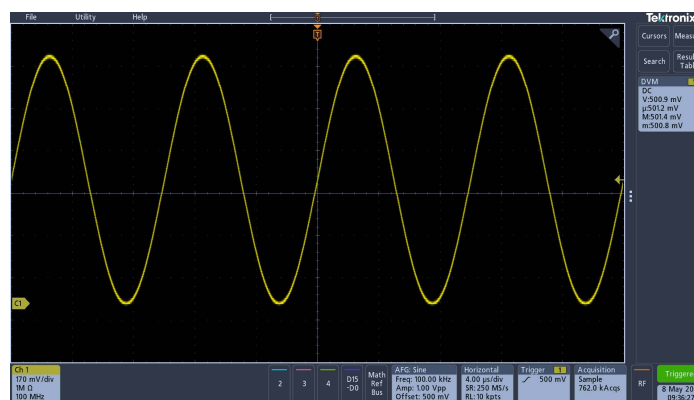 File Utility Help
Tektronix
Cursors
Search
DVM 1
DC
V:500.9 mV
µ:501.2 mV
M:501.4 mV
m:500.8 mV
T
C1
Ch 1
170 mV/div
1M Ω
100 MHz
2
3
4
D15
-D0
Math
Ref
Bus
AFG: Sine
Freq: 100.00 kHz
Amp: 1.00 Vpp
Offset: 500 mV
Horizontal
4.00 µs/div
SR: 250 MS/s
RL: 10 kpts
Trigger 1
500 mV
Acquisition
Sample
762.0 kAcqs
RF
Triggered
8 May